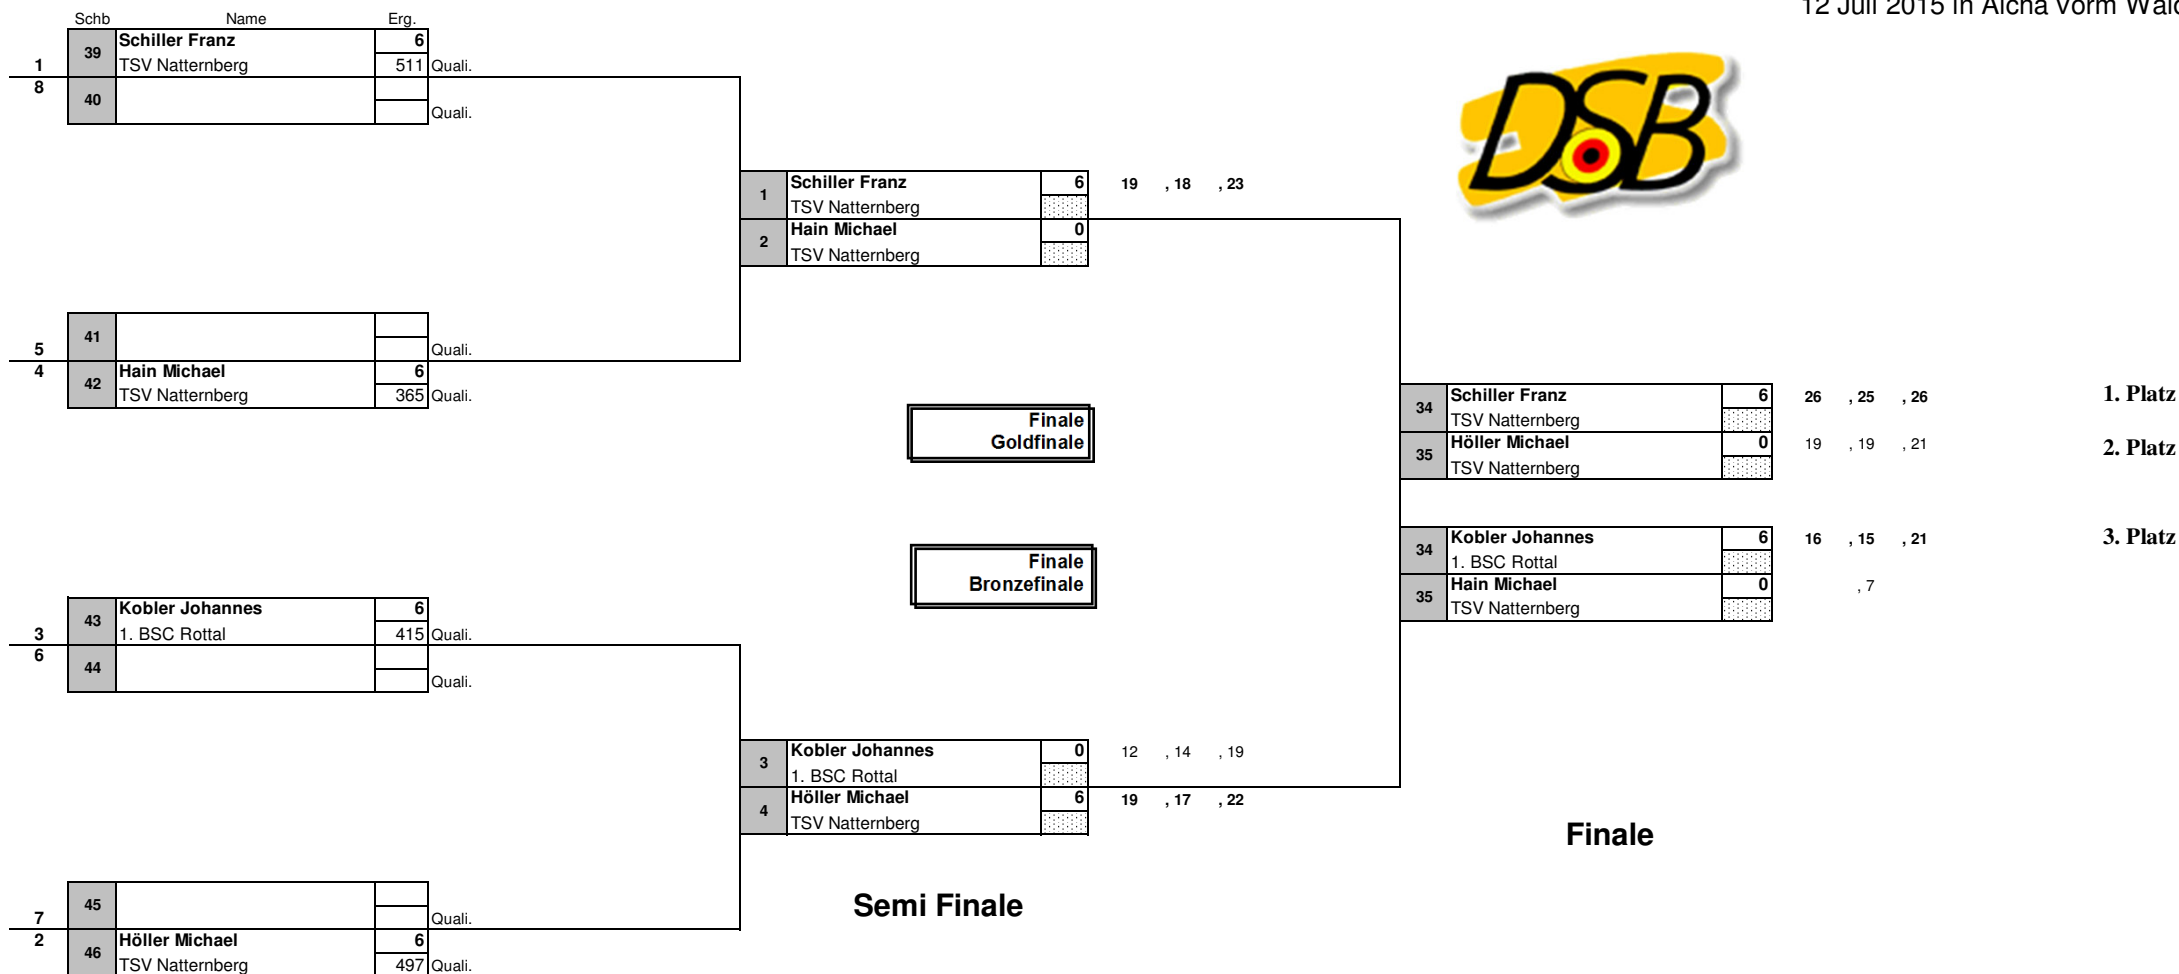 12 Juli 2015 in Aicha vorm Wald
Schb Name Erg.
39 Schiller Franz 6
1 TSV Natternberg 511 Quali.
8 40
Quali.
DSB
1 Schiller Franz 6 19 , 18 , 23
TSV Natternberg
2 Hain Michael 0
TSV Natternberg
41
5 Quali.
4 42 Hain Michael 6
TSV Natternberg 365 Quali.
Finale
Goldfinale
34 Schiller Franz 6 26 , 25 , 26 1. Platz
TSV Natternberg
35 Höller Michael 0 19 , 19 , 21 2. Platz
TSV Natternberg
Finale
Bronzefinale
34 Kobler Johannes 6 16 , 15 , 21 3. Platz
1. BSC Rottal
35 Hain Michael 0 , 7
TSV Natternberg
43 Kobler Johannes 6
3 1. BSC Rottal 415 Quali.
6 44
Quali.
3 Kobler Johannes 0 12 , 14 , 19
1. BSC Rottal
4 Höller Michael 6 19 , 17 , 22
TSV Natternberg
Finale
Semi Finale
45
7 Quali.
2 46 Höller Michael 6
TSV Natternberg 497 Quali.